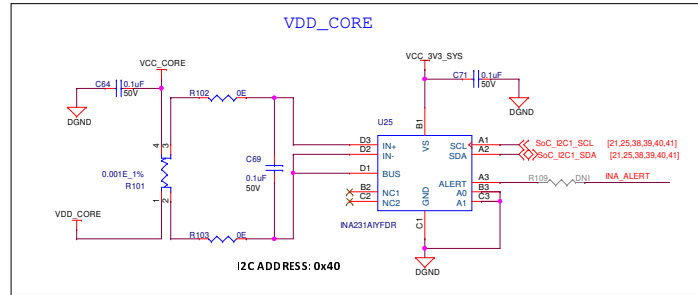 VDD_CORE
VCC_CORE
VCC_3V3_SYS
C64
0.1uF
50V
DGND
R102
0E
C71
0.1uF
50V
DGND
U25
B1
VS
4
3
0.001E_1%
R101
1
2
C69
0.1uF
50V
D3
IN+
D2
IN-
D1
BUS
B2
NC1
C2
NC2
SCL
A1
SDA
A2
ALERT
A3
A0
B3
A1
C3
GND
C1
INA231AIYFDR
SoC_I2C1_SCL [21,25,38,39,40,41]
SoC_I2C1_SDA [21,25,38,39,40,41]
R109
DNI
INA_ALERT
VDD_CORE
R103
0E
DGND
I2C ADDRESS: 0x40